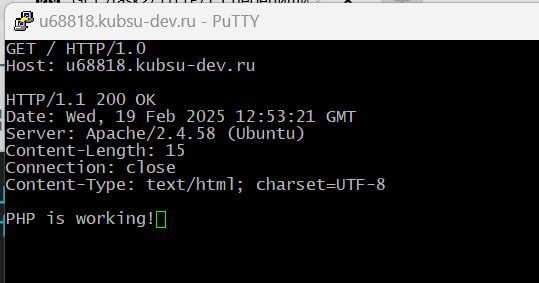 u68818.kubsu-dev.ru - PuTTY
GET / HTTP/1.0
Host: u68818.kubsu-dev.ru
HTTP/1.1 200 OK
Date: Wed, 19 Feb 2025 12:53:21 GMT
Server: Apache/2.4.58 (Ubuntu)
Content-Length: 15
Connection: close
Content-Type: text/html; charset=UTF-8
PHP is working!